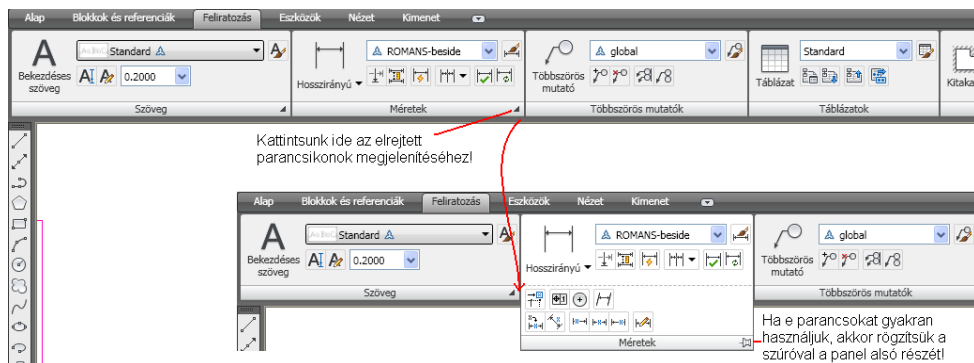 Alap Blokkok és referenciák Feliratozás Eszközök Nézet Kimenet
Standard
ROMANS-beside
global
Standard
Bekezdéses szöveg
0.2000
Hosszirányú
Többszörös mutató
Táblázat
Kitaka
Szöveg
Méretek
Többszörös mutatók
Táblázatok
Kattintsunk ide az elrejtett
parancsikonok megjelenítéséhez!
Alap Blokkok és referenciák Feliratozás Eszközök Nézet Kimenet
Standard
ROMANS-beside
global
Bekezdéses szöveg
0.2000
Hosszirányú
Többszörös mutató
Szöveg
Méretek
Többszörös mutatók
Ha e parancsokat gyakran
használjuk, akkor rögzítsük a
szúróval a panel alsó részét!